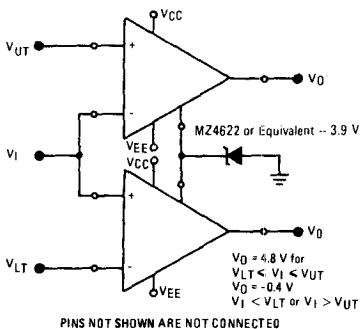 VCC
VUT
+
-
VO
MZ4622 or Equivalent -- 3.9 V
VEE
VI
VCC
+
-
VO
VLT
VEE
VO = 4.8 V for
VLT ≤ VI ≤ VUT
VO = -0.4 V
VI < VLT or VI > VUT
PINS NOT SHOWN ARE NOT CONNECTED